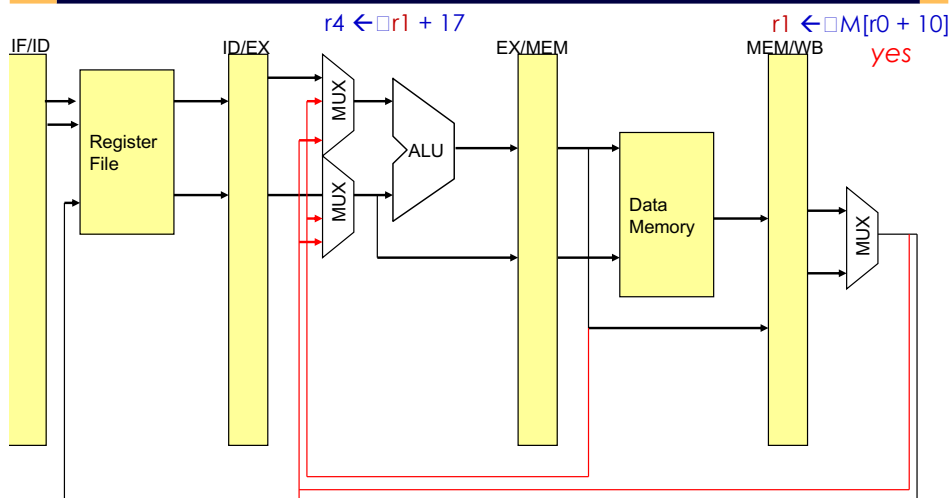 r4 ←□r1 + 17
r1 ←□M[r0 + 10]
yes
IF/ID
ID/EX
EX/MEM
MEM/WB
MUX
MUX
Register
File
ALU
Data
Memory
MUX